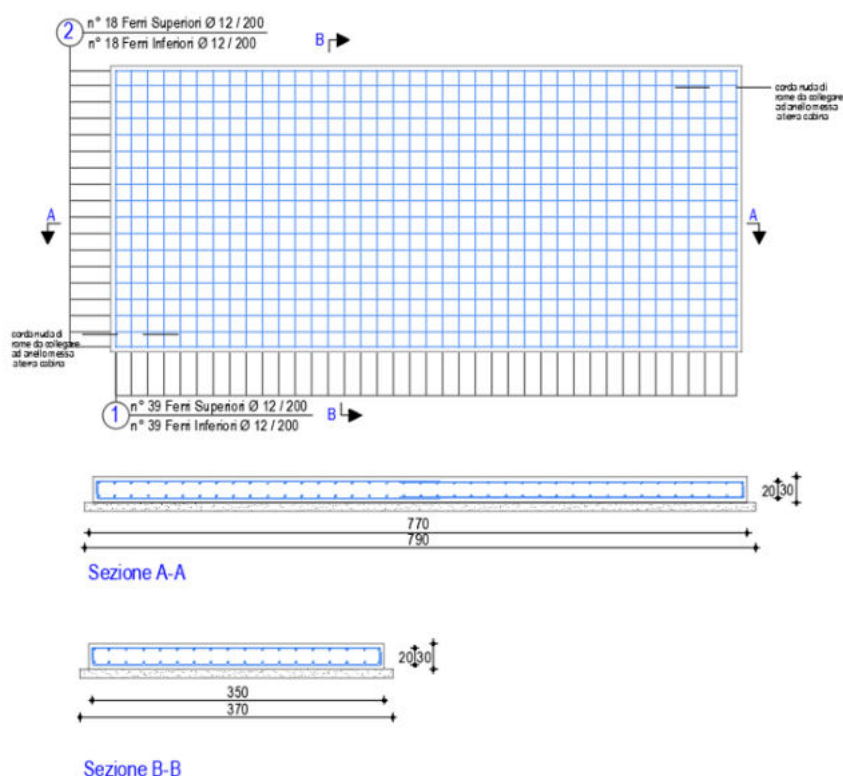 2
n° 18 Ferri Superiori Ø 12 / 200
n° 18 Ferri Inferiori Ø 12 / 200
B
corda nuda di
rame da collegare
ad anello messa
a terra cabina
A
A
corda nuda di
rame da collegare
ad anello messa
a terra cabina
1
n° 39 Ferri Superiori Ø 12 / 200
n° 39 Ferri Inferiori Ø 12 / 200
B
20 30
770
790
Sezione A-A
20 30
350
370
Sezione B-B